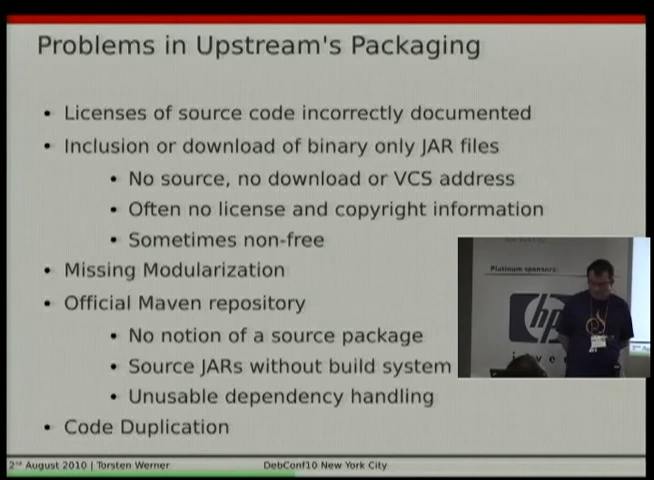 Problems in Upstream's Packaging
• Licenses of source code incorrectly documented
• Inclusion or download of binary only JAR files
• No source, no download or VCS address
• Often no license and copyright information
• Sometimes non-free
• Missing Modularization
• Official Maven repository
• No notion of a source package
• Source JARs without build system
• Unusable dependency handling
• Code Duplication
Platinum sponsors:
hp
i n v e
2nd August 2010 | Torsten Werner
DebConf10 New York City